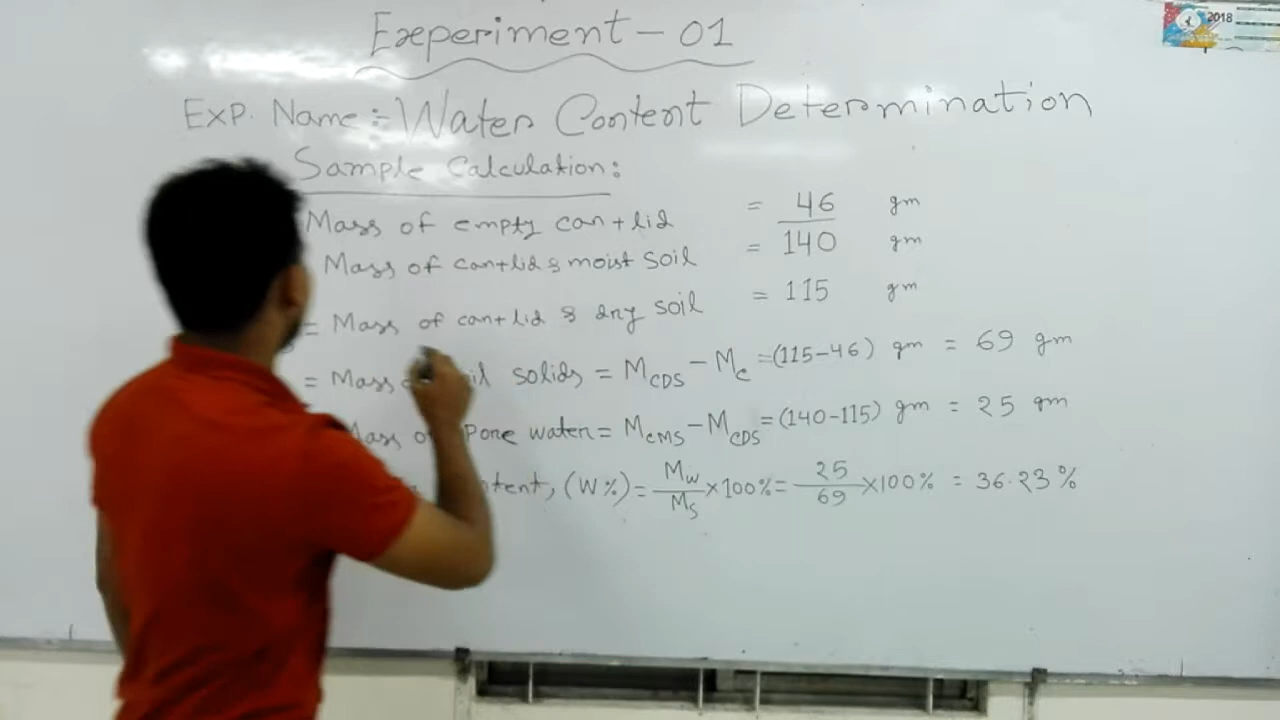 2018
Experiment - 01
Exp. Name :- Water Content Determination
Sample Calculation:
Mass of empty can + lid = 46 gm
Mass of can+lid & moist soil = 140 gm
= Mass of can+lid & dry soil = 115 gm
= Mass soil solids = M_CDS - M_C = (115-46) gm = 69 gm
Mass of pore water = M_CMS - M_CDS = (140-115) gm = 25 gm
tent, (W%) = M_W/M_S × 100% = 25/69 × 100% = 36.23%